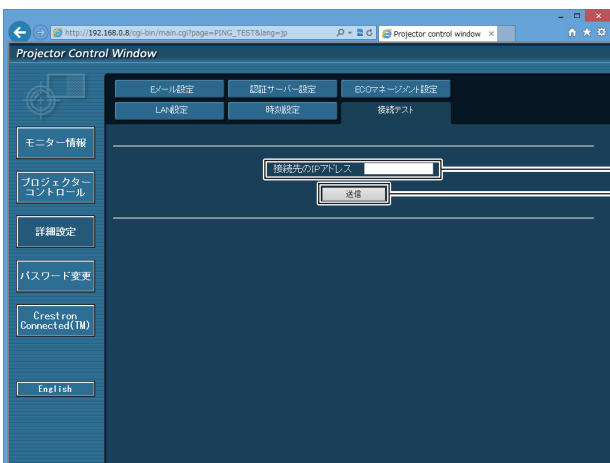 http://192.168.0.8/cgi-bin/main.cgi?page=PING_TEST&lang=jp
Projector control window
Projector Control Window
Eメール設定
認証サーバー設定
ECOマネージメント設定
LAN設定
時刻設定
接続テスト
モニター情報
接続先のIPアドレス
プロジェクター
コントロール
送信
詳細設定
パスワード変更
Crestron
Connected(TM)
English